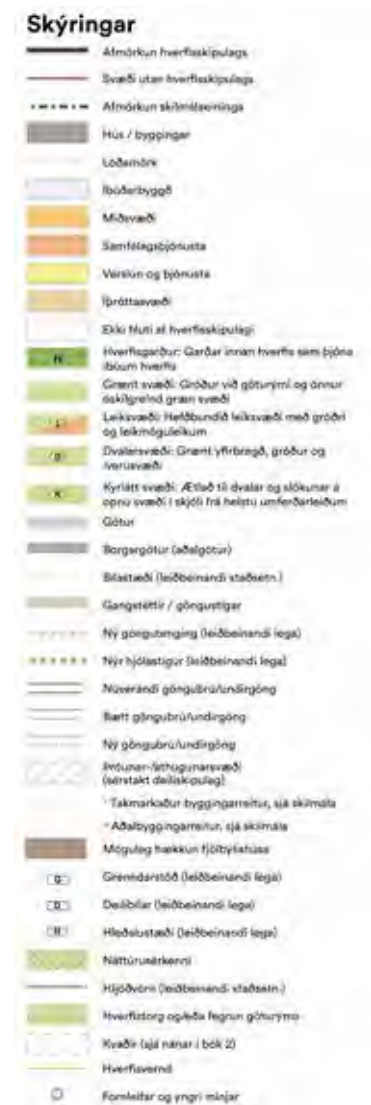 Skýringar
Afmörkun hverfisskipulags
Svæði utan hverfisskipulags
Afmörkun skilmálaeininga
Hús / byggingar
Lóðamörk
Íbúðarbyggð
Miðsvæði
Samfélagsþjónusta
Verslun og þjónusta
Íþróttasvæði
Ekki hluti af hverfisskipulagi
H
Hverfisgarður: Garðar innan hverfis sem þjóna
íbúum hverfis
Grænt svæði: Gróður við göturými og önnur
óskilgreind græn svæði
L
Leiksvæði: Hefðbundið leiksvæði með gróðri
og leikmöguleikum
D
Dvalarsvæði: Grænt yfirbragð, gróður og
íverusvæði
K
Kyrlátt svæði: Ætlað til dvalar og slökunar á
opnu svæði í skjóli frá helstu umferðarleiðum
Götur
Borgargötur (aðalgötur)
Bílastæði (leiðbeinandi staðsetn.)
Gangstéttir / göngustígar
Ný göngutenging (leiðbeinandi lega)
Nýr hjólastígur (leiðbeinandi lega)
Núverandi göngubrú/undirgöng
Bætt göngubrú/undirgöng
Ný göngubrú/undirgöng
Þróunar-/athugunarsvæði
(sérstakt deiliskipulag)
Takmarkaður byggingarreitur, sjá skilmála
Aðalbyggingarreitur, sjá skilmála
Möguleg hækkun fjölbýlishúsa
G
Grenndarstöð (leiðbeinandi lega)
D
Deilibílar (leiðbeinandi lega)
H
Hleðslustæði (leiðbeinandi lega)
Náttúrusérkenni
Hljóðvörn (leiðbeinandi staðsetn.)
Hverfistorg og/eða fegrun göturýma
Kvaðir (sjá nánar í bók 2)
Hverfisvernd
Fornleifar og yngri minjar